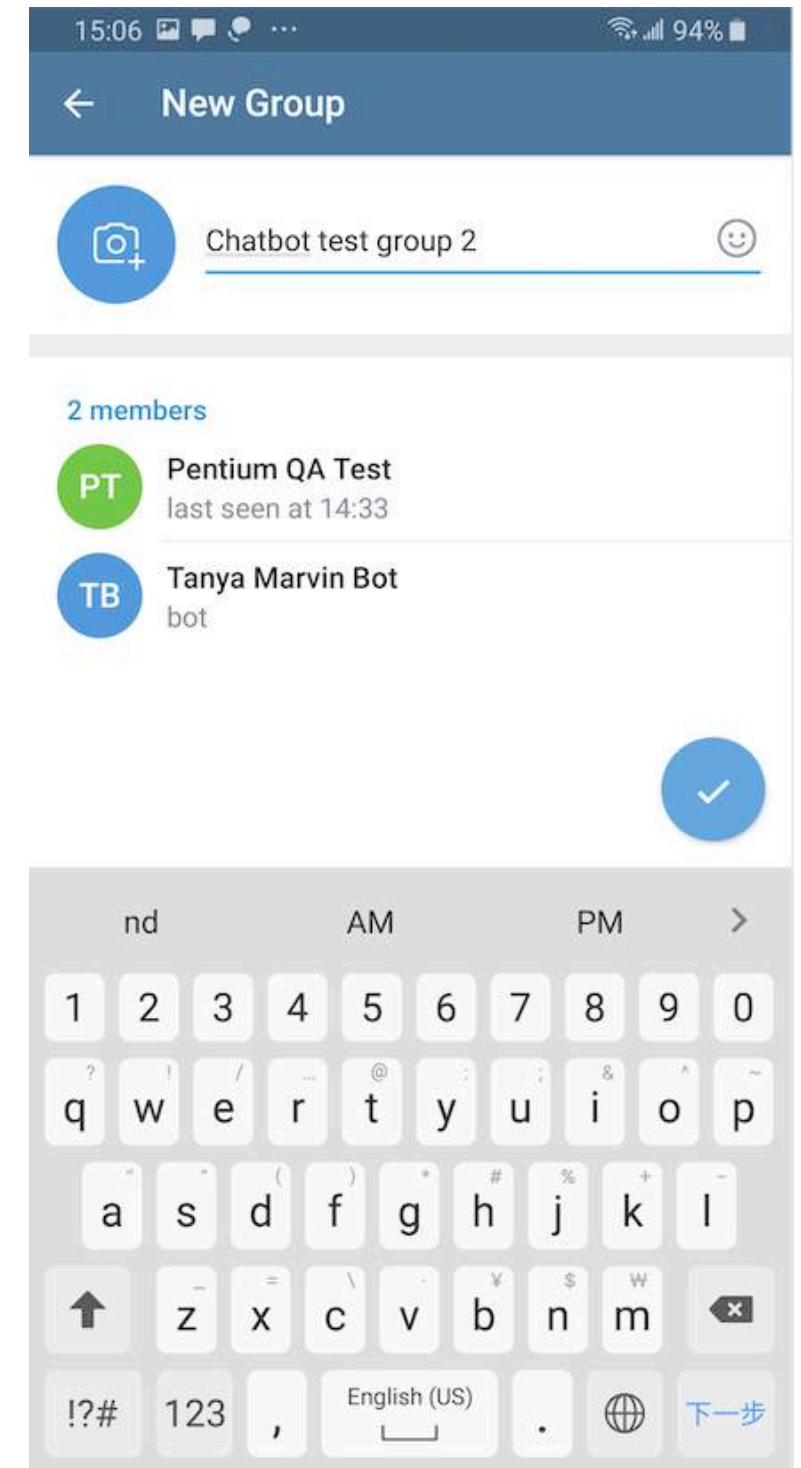 15:06 ... 94%
New Group
Chatbot test group 2
2 members
PT Pentium QA Test
last seen at 14:33
TB Tanya Marvin Bot
bot
nd AM PM
1 2 3 4 5 6 7 8 9 0
? ! / ... @ : ; & ^ ~
q w e r t y u i o p
" " ( ) * # % + -
a s d f g h j k l
_ = \ · ¥ $ ₩
z x c v b n m
!?# 123 , English (US) . 下一步